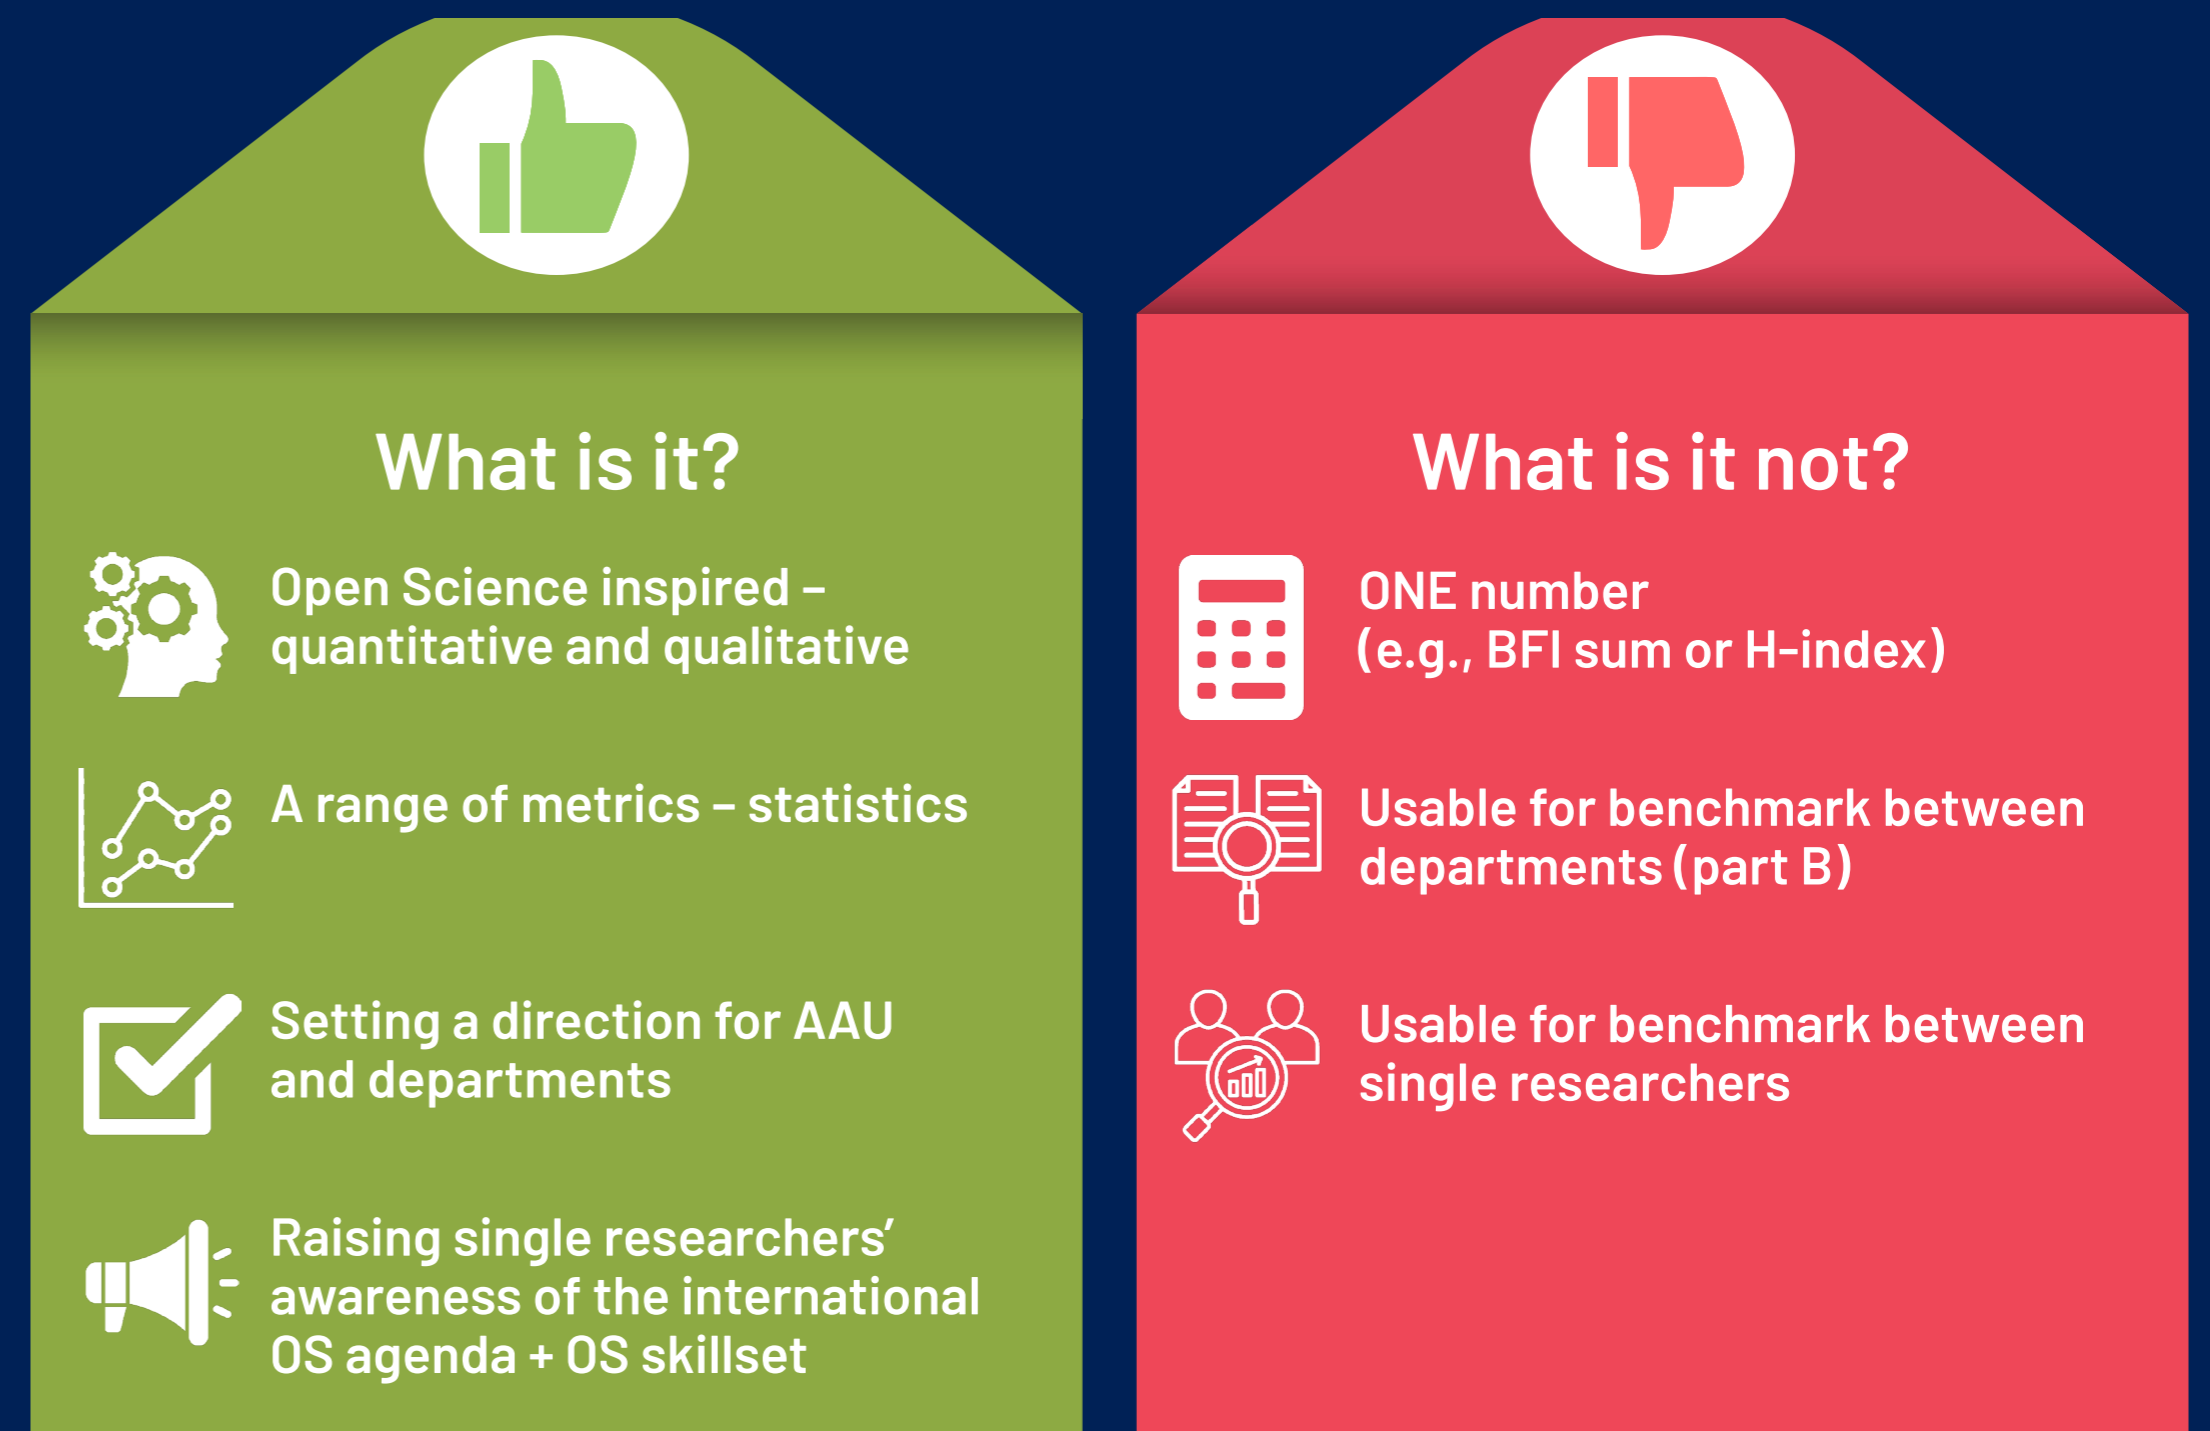 What is it?
Open Science inspired –
quantitative and qualitative
A range of metrics – statistics
Setting a direction for AAU
and departments
Raising single researchers’
awareness of the international
OS agenda + OS skillset
What is it not?
ONE number
(e.g., BFI sum or H-index)
Usable for benchmark between
departments (part B)
Usable for benchmark between
single researchers